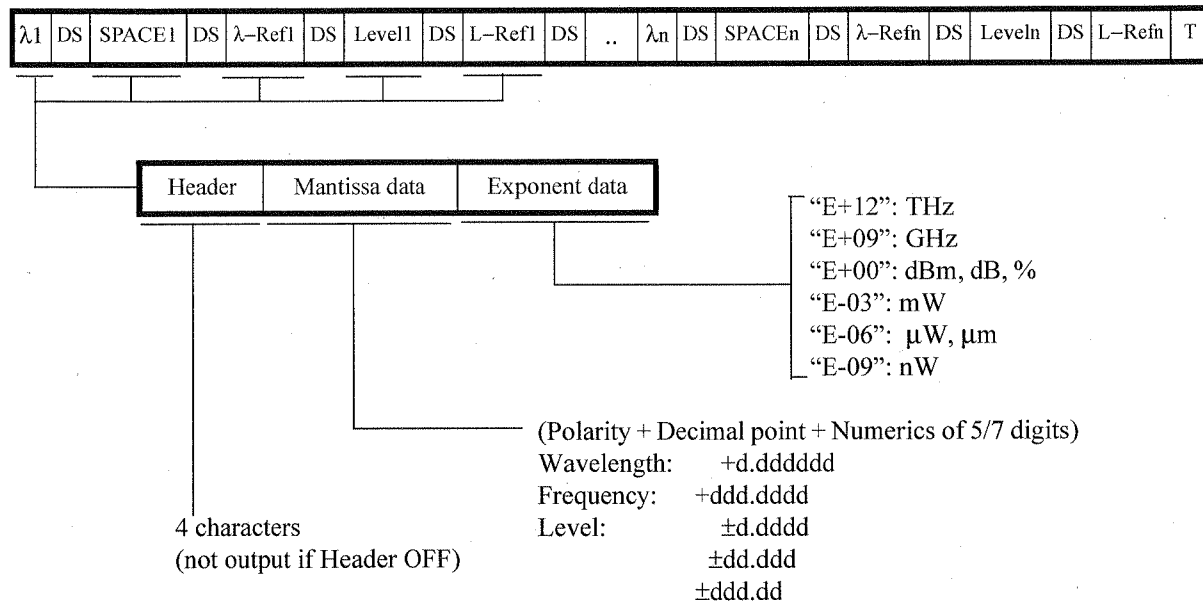 λ1 DS SPACE1 DS λ–Ref1 DS Level1 DS L–Ref1 DS .. λn DS SPACEn DS λ–Refn DS Leveln DS L–Refn T
Header Mantissa data Exponent data
“E+12”: THz
“E+09”: GHz
“E+00”: dBm, dB, %
“E-03”: mW
“E-06”: μW, μm
“E-09”: nW
(Polarity + Decimal point + Numerics of 5/7 digits)
Wavelength: +d.dddddd
Frequency: +ddd.dddd
Level: ±d.dddd
±dd.ddd
±ddd.dd
4 characters
(not output if Header OFF)